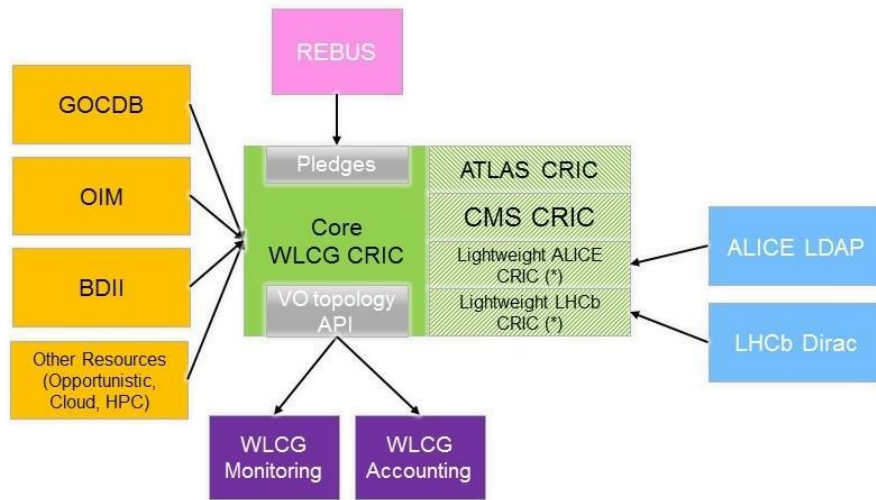 REBUS
GOCDB
OIM
BDII
Other Resources
(Opportunistic,
Cloud, HPC)
Pledges
Core
WLCG CRIC
VO topology
API
ATLAS CRIC
CMS CRIC
Lightweight ALICE
CRIC (*)
Lightweight LHCb
CRIC (*)
ALICE LDAP
LHCb Dirac
WLCG
Monitoring
WLCG
Accounting